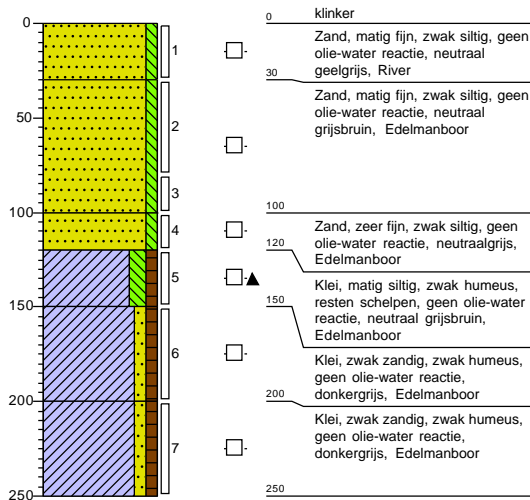 0
50
100
150
200
250
1
2
3
4
5
6
7
0
klinker
Zand, matig fijn, zwak siltig, geen
olie-water reactie, neutraal
geelgrijs, River
30
Zand, matig fijn, zwak siltig, geen
olie-water reactie, neutraal
grijsbruin, Edelmanboor
100
Zand, zeer fijn, zwak siltig, geen
olie-water reactie, neutraalgrijs,
Edelmanboor
120
Klei, matig siltig, zwak humeus,
resten schelpen, geen olie-water
reactie, neutraal grijsbruin,
Edelmanboor
150
Klei, zwak zandig, zwak humeus,
geen olie-water reactie,
donkergrijs, Edelmanboor
200
Klei, zwak zandig, zwak humeus,
geen olie-water reactie,
donkergrijs, Edelmanboor
250